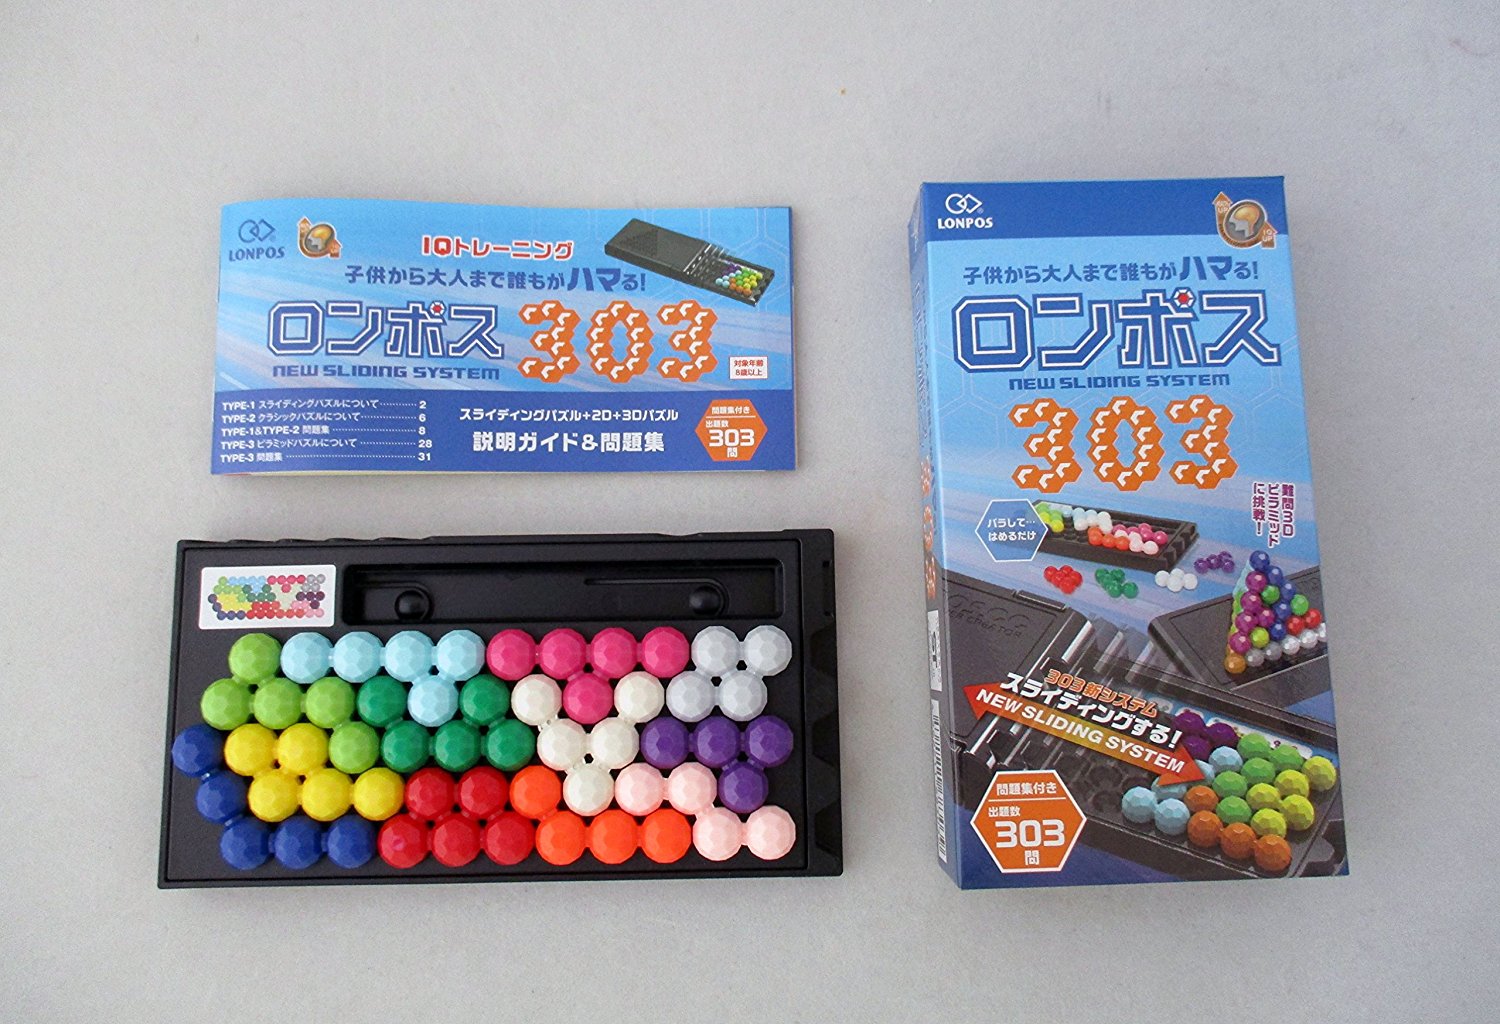 LONPOS
IQトレーニング
子供から大人まで誰もがハマる!
ロンポス 303
NEW SLIDING SYSTEM
対象年齢
8歳以上
TYPE-1 スライディングパズルについて ………… 2
TYPE-2 クラシックパズルについて ………… 6
TYPE-1&TYPE-2 問題集 ………… 8
TYPE-3 ピラミッドパズルについて ………… 28
TYPE-3 問題集 ………… 31
スライディングパズル+2D+3Dパズル
説明ガイド&問題集
問題集付き
出題数
303
問
LONPOS
IQ
UP
子供から大人まで誰もがハマる!
ロンポス
NEW SLIDING SYSTEM
303
難問3D
ピラミッド
に挑戦!
バラして…
はめるだけ
303新システム
スライディングする!
NEW SLIDING SYSTEM
問題集付き
出題数
303
問